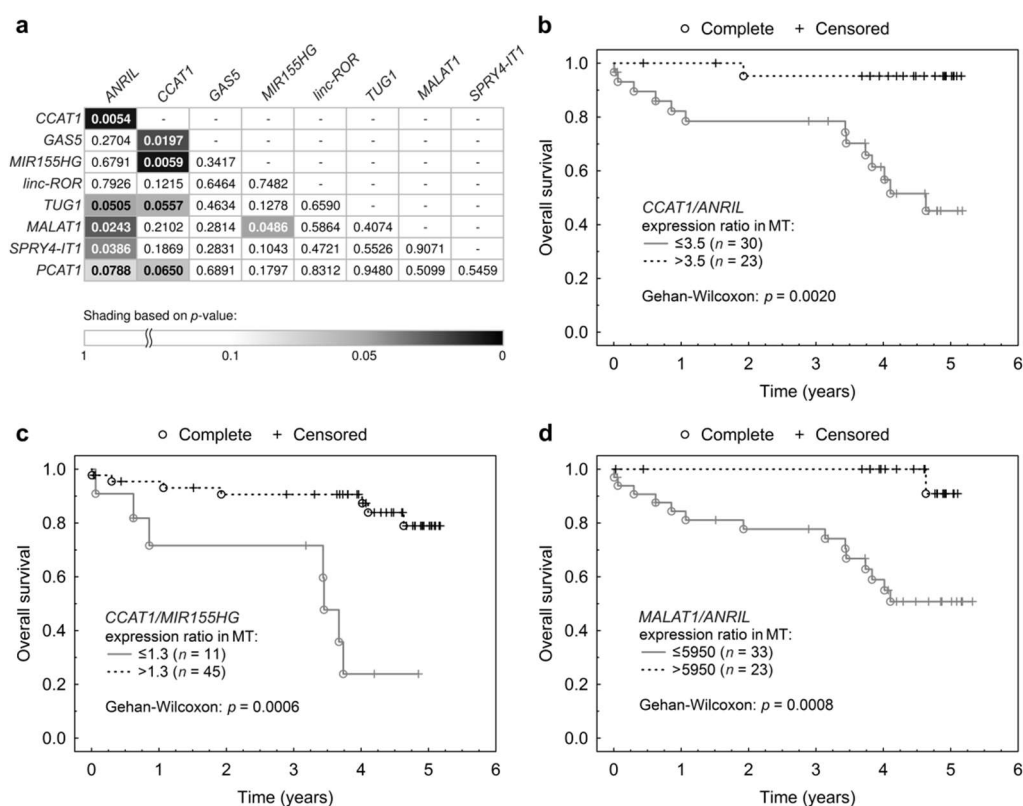 a
ANRIL CCAT1 GAS5 MIR155HG linc-ROR TUG1 MALAT1 SPRY4-IT1
CCAT1 0.0054 - - - - - - -
GAS5 0.2704 0.0197 - - - - - -
MIR155HG 0.6791 0.0059 0.3417 - - - - -
linc-ROR 0.7926 0.1215 0.6464 0.7482 - - - -
TUG1 0.0505 0.0557 0.4634 0.1278 0.6590 - - -
MALAT1 0.0243 0.2102 0.2814 0.0486 0.5864 0.4074 - -
SPRY4-IT1 0.0386 0.1869 0.2831 0.1043 0.4721 0.5526 0.9071 -
PCAT1 0.0788 0.0650 0.6891 0.1797 0.8312 0.9480 0.5099 0.5459
Shading based on p-value:
1 0.1 0.05 0
b
Complete + Censored
Overall survival
1.0
0.8
0.6
0.4
0.2
0.0
CCAT1/ANRIL
expression ratio in MT:
≤3.5 (n = 30)
>3.5 (n = 23)
Gehan-Wilcoxon: p = 0.0020
0 1 2 3 4 5 6
Time (years)
c
Complete + Censored
Overall survival
1.0
0.8
0.6
0.4
0.2
0.0
CCAT1/MIR155HG
expression ratio in MT:
≤1.3 (n = 11)
>1.3 (n = 45)
Gehan-Wilcoxon: p = 0.0006
0 1 2 3 4 5 6
Time (years)
d
Complete + Censored
Overall survival
1.0
0.8
0.6
0.4
0.2
0.0
MALAT1/ANRIL
expression ratio in MT:
≤5950 (n = 33)
>5950 (n = 23)
Gehan-Wilcoxon: p = 0.0008
0 1 2 3 4 5 6
Time (years)